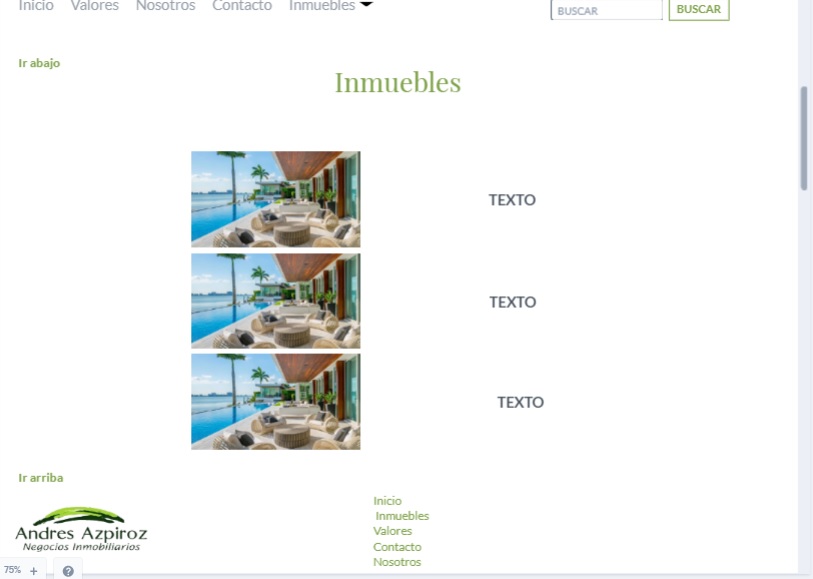 Inicio Valores Nosotros Contacto Inmuebles
BUSCAR BUSCAR
Ir abajo
Inmuebles
TEXTO
TEXTO
TEXTO
Ir arriba
Andres Azpiroz
Negocios Inmobiliarios
Inicio
Inmuebles
Valores
Contacto
Nosotros
75% + ?